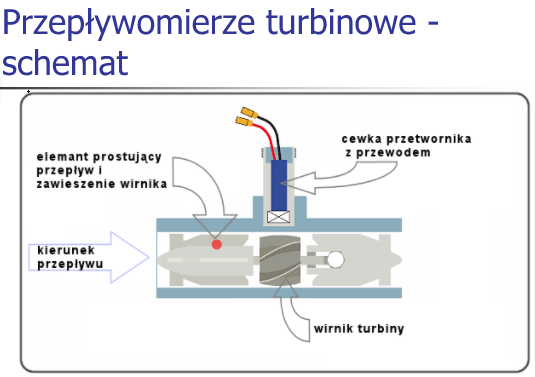 Przepływomierze turbinowe -
schemat
elemant prostujący
przepływ i
zawieszenie wirnika
cewka przetwornika
z przewodem
kierunek
przepływu
wirnik turbiny